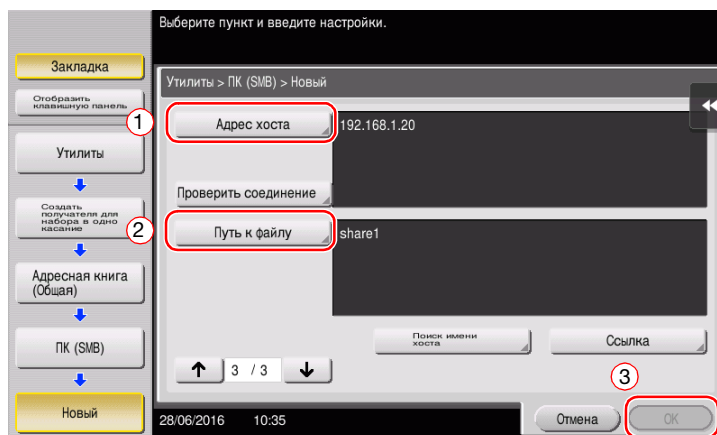 Выберите пункт и введите настройки.
Закладка
Отобразить
клавишную панель
Утилиты
Создать
получателя для
набора в одно
касание
Адресная книга
(Общая)
ПК (SMB)
Новый
Утилиты > ПК (SMB) > Новый
1
Адрес хоста
192.168.1.20
Проверить соединение
2
Путь к файлу
share1
Поиск имени
хоста
Ссылка
3 / 3
3
28/06/2016 10:35
Отмена
OK